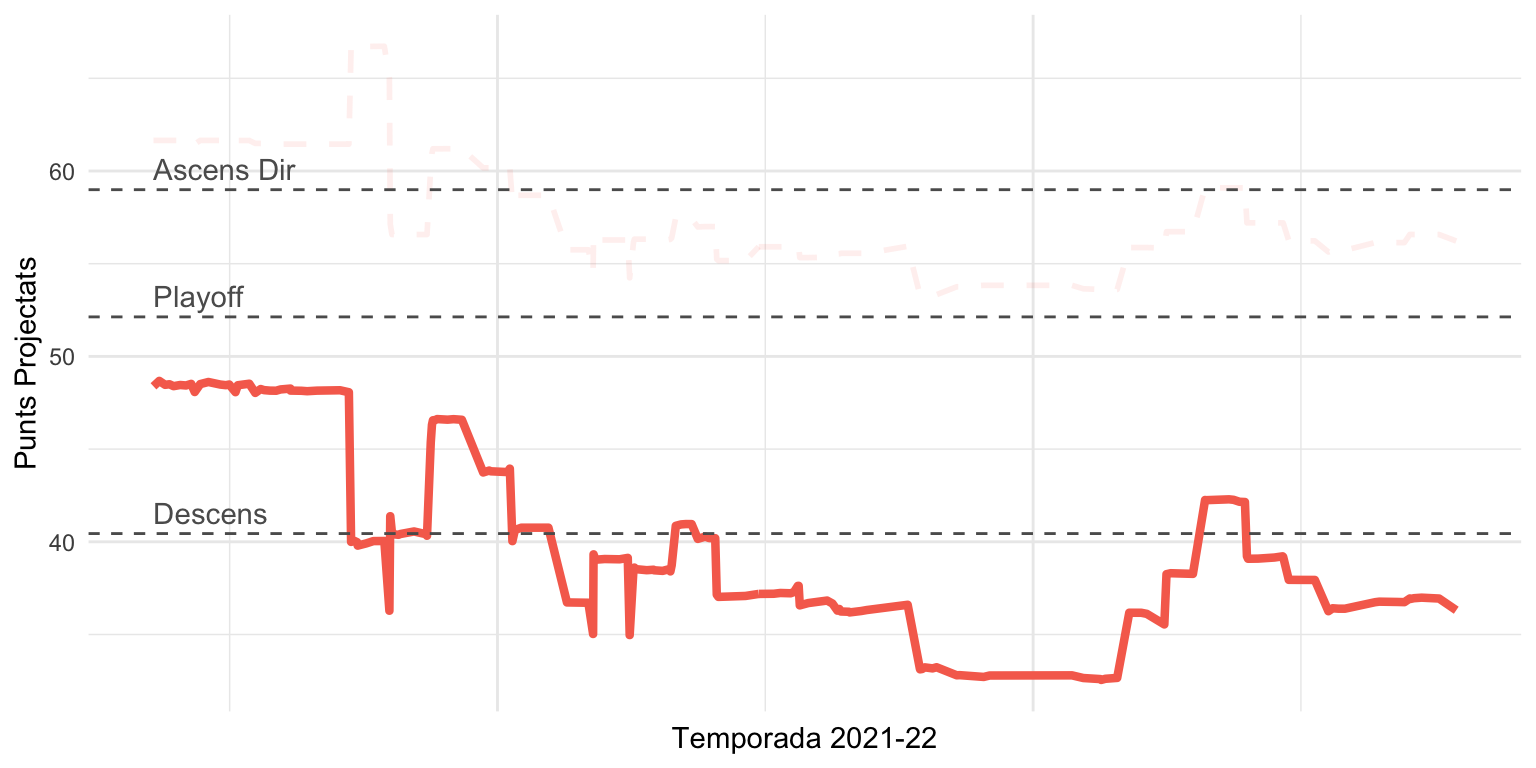 60
50
40
Ascens Dir
Playoff
Descens
Punts Projectats
Temporada 2021-22